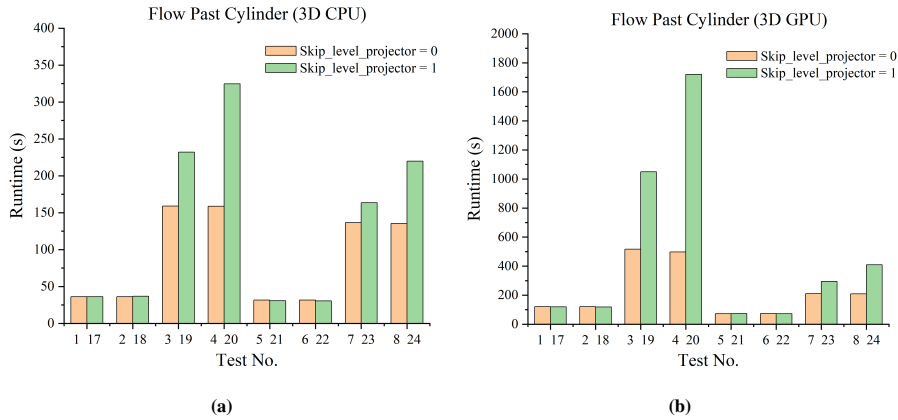 Flow Past Cylinder (3D CPU)
400
350
300
250
200
150
100
50
0
Runtime (s)
Skip_level_projector = 0
Skip_level_projector = 1
1 17 2 18 3 19 4 20 5 21 6 22 7 23 8 24
Test No.
(a)
Flow Past Cylinder (3D GPU)
2000
1800
1600
1400
1200
1000
800
600
400
200
0
Runtime (s)
Skip_level_projector = 0
Skip_level_projector = 1
1 17 2 18 3 19 4 20 5 21 6 22 7 23 8 24
Test No.
(b)